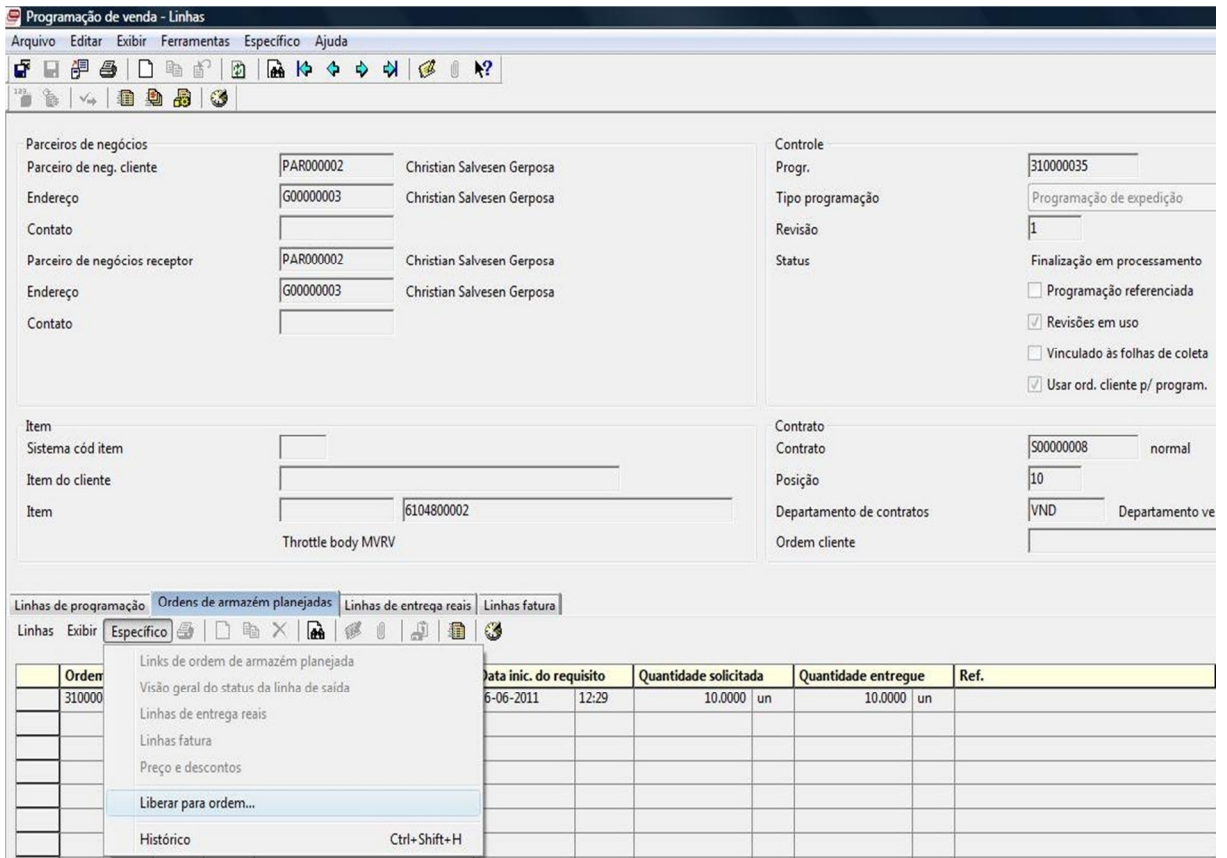 Programação de venda - Linhas
Arquivo Editar Exibir Ferramentas Específico Ajuda
Parceiros de negócios
Parceiro de neg. cliente PAR000002 Christian Salvesen Gerposa
Endereço G00000003 Christian Salvesen Gerposa
Contato
Parceiro de negócios receptor PAR000002 Christian Salvesen Gerposa
Endereço G00000003 Christian Salvesen Gerposa
Contato
Controle
Progr. 310000035
Tipo programação Programação de expedição
Revisão 1
Status Finalização em processamento
Programação referenciada
Revisões em uso
Vinculado às folhas de coleta
Usar ord. cliente p/ program.
Item
Sistema cód item
Item do cliente
Item 6104800002
Throttle body MVRV
Contrato
Contrato S00000008 normal
Posição 10
Departamento de contratos VND Departamento ve
Ordem cliente
Linhas de programação Ordens de armazém planejadas Linhas de entrega reais Linhas fatura
Linhas Exibir Específico
Links de ordem de armazém planejada
Visão geral do status da linha de saída
Linhas de entrega reais
Linhas fatura
Preço e descontos
Liberar para ordem...
Histórico Ctrl+Shift+H
Ordem Data inic. do requisito Quantidade solicitada Quantidade entregue Ref.
310000 6-06-2011 12:29 10.0000 un 10.0000 un